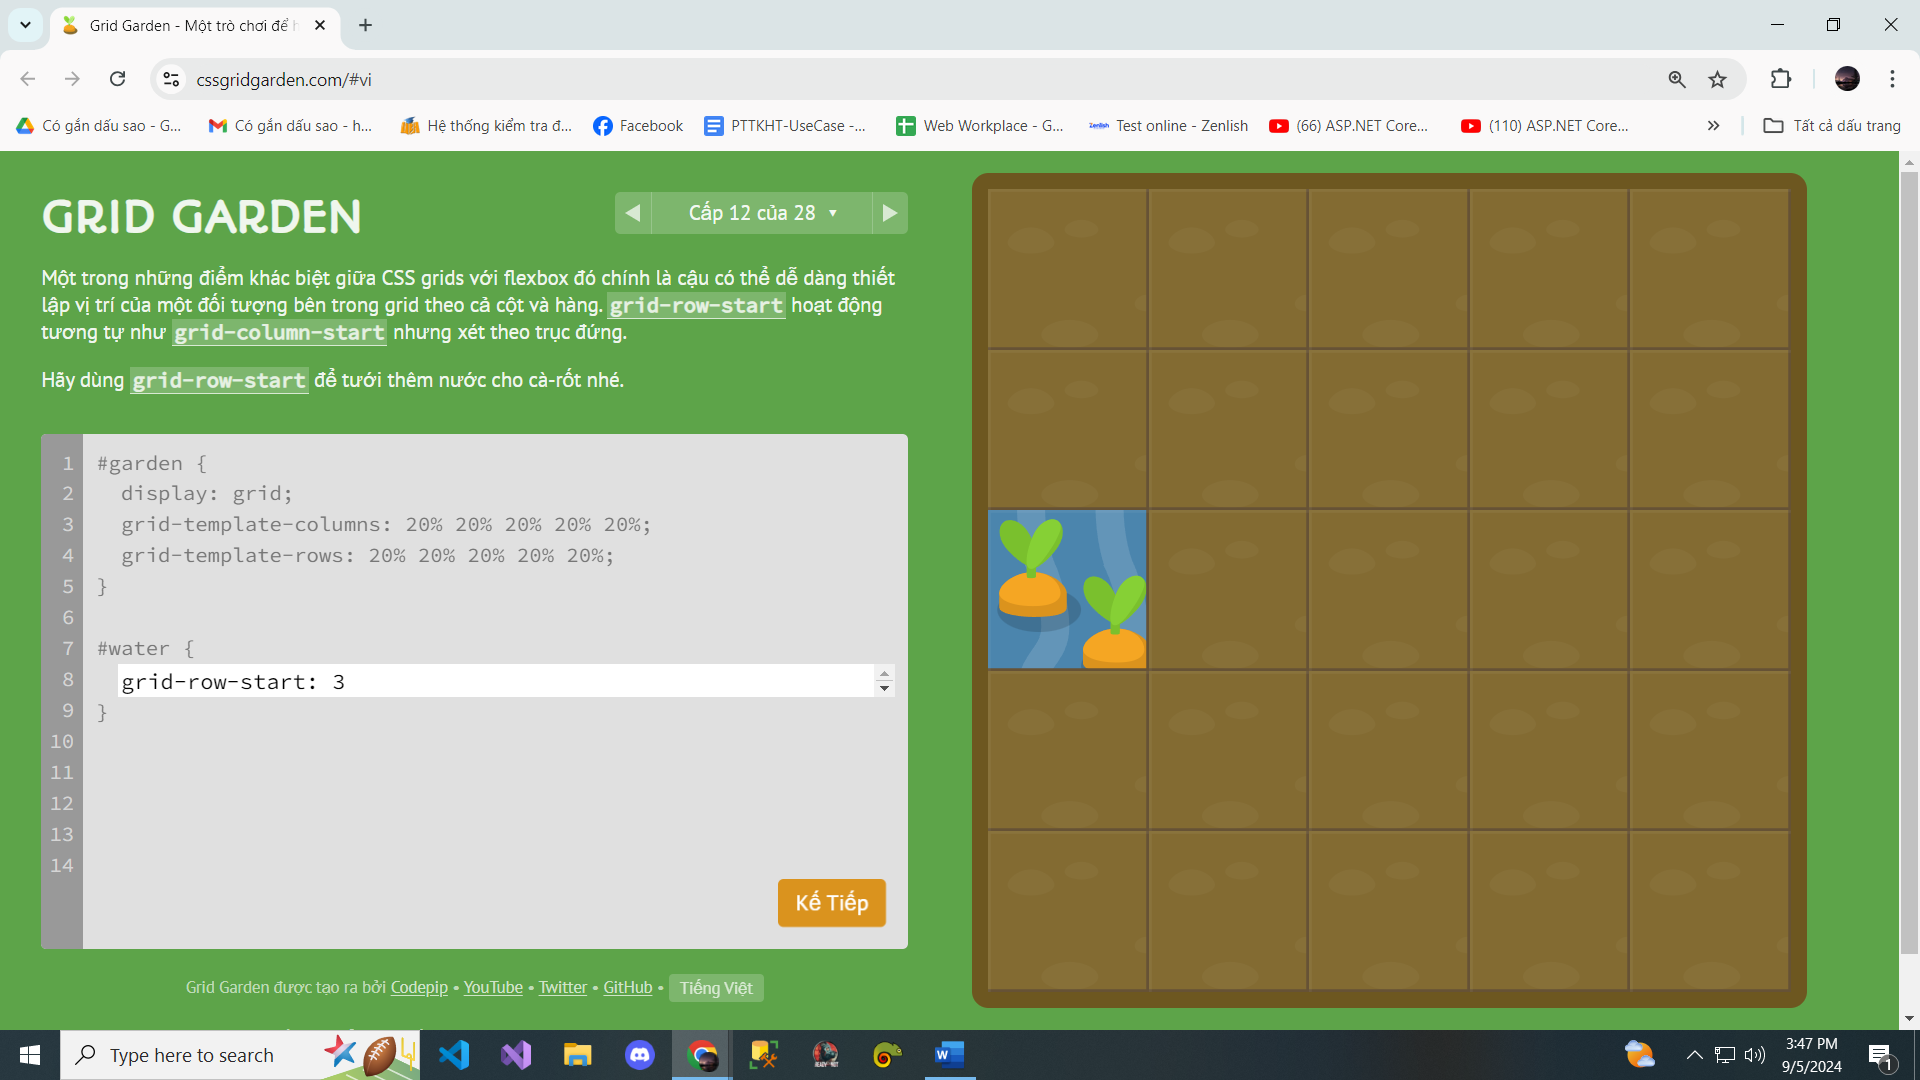 Grid Garden - Một trò chơi để h
cssgridgarden.com/#vi
Có gắn dấu sao - G...
Có gắn dấu sao - h...
Hệ thống kiểm tra đ...
Facebook
PTTKHT-UseCase -...
Web Workplace - G...
Zenlish
Test online - Zenlish
(66) ASP.NET Core...
(110) ASP.NET Core...
Tất cả dấu trang
GRID GARDEN
Cấp 12 của 28
Một trong những điểm khác biệt giữa CSS grids với flexbox đó chính là cậu có thể dễ dàng thiết
lập vị trí của một đối tượng bên trong grid theo cả cột và hàng. grid-row-start hoạt động
tương tự như grid-column-start nhưng xét theo trục đứng.
Hãy dùng grid-row-start để tưới thêm nước cho cà-rốt nhé.
1 #garden {
2 display: grid;
3 grid-template-columns: 20% 20% 20% 20% 20%;
4 grid-template-rows: 20% 20% 20% 20% 20%;
5 }
6
7 #water {
8 grid-row-start: 3
9 }
10
11
12
13
14
Kế Tiếp
Grid Garden được tạo ra bởi Codepip • YouTube • Twitter • GitHub • Tiếng Việt
Type here to search
3:47 PM
9/5/2024
1